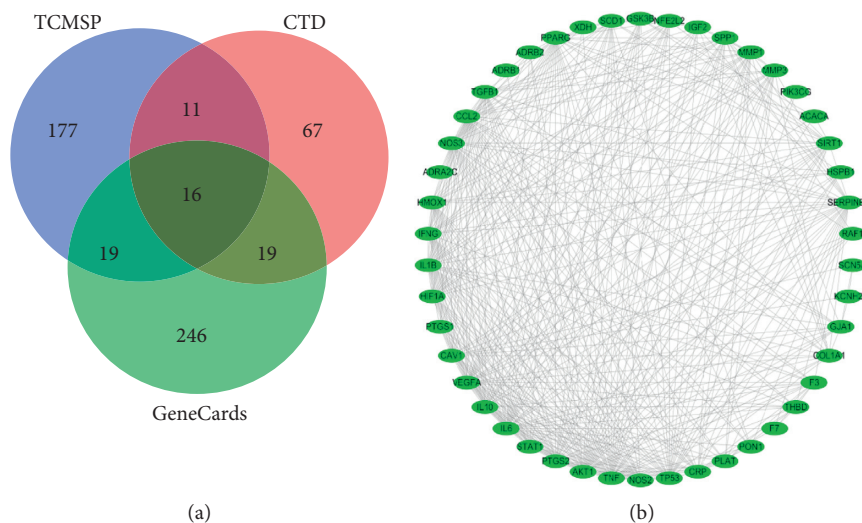 TCMSP
CTD
177
11
67
16
19
19
246
GeneCards
(a)
GSK3B
NFE2L2
IGF2
SPP1
MMP1
MMP3
PIK3CG
ACACA
SIRT1
HSPB1
RAF1
GJA1
COL1A1
F3
THBD
F7
PON1
PLAT
CRP
TP53
NOS2
TNF
AKT1
PTGS2
STAT1
IL6
IL10
VEGFA
CAV1
PTGS1
HIF1A
IL1B
IFNG
HMOX1
ADRA2C
NOS3
CCL2
TGFB1
ADRB1
ADRB2
PPARG
XDH
SCD1
(b)